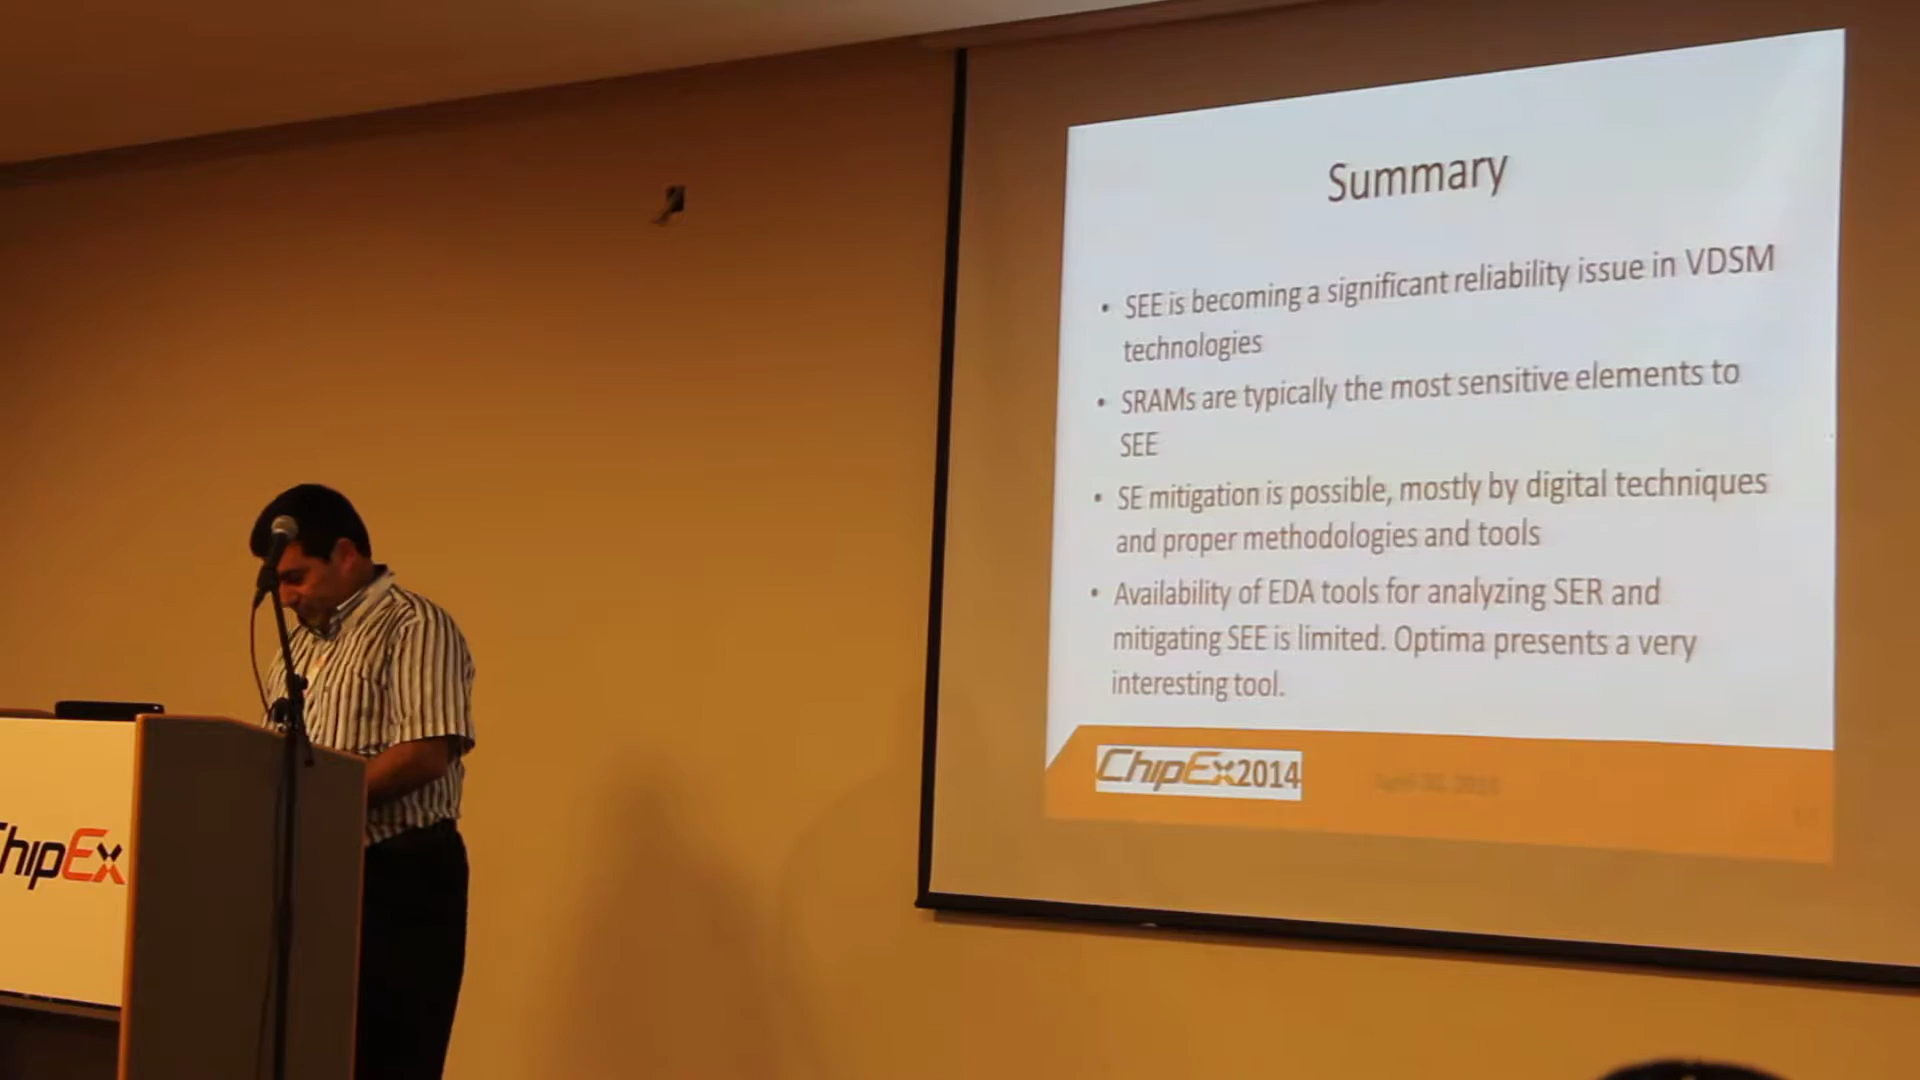 Summary
• SEE is becoming a significant reliability issue in VDSM
technologies
• SRAMs are typically the most sensitive elements to
SEE
• SE mitigation is possible, mostly by digital techniques
and proper methodologies and tools
• Availability of EDA tools for analyzing SER and
mitigating SEE is limited. Optima presents a very
interesting tool.
ChipEx2014
hipEx